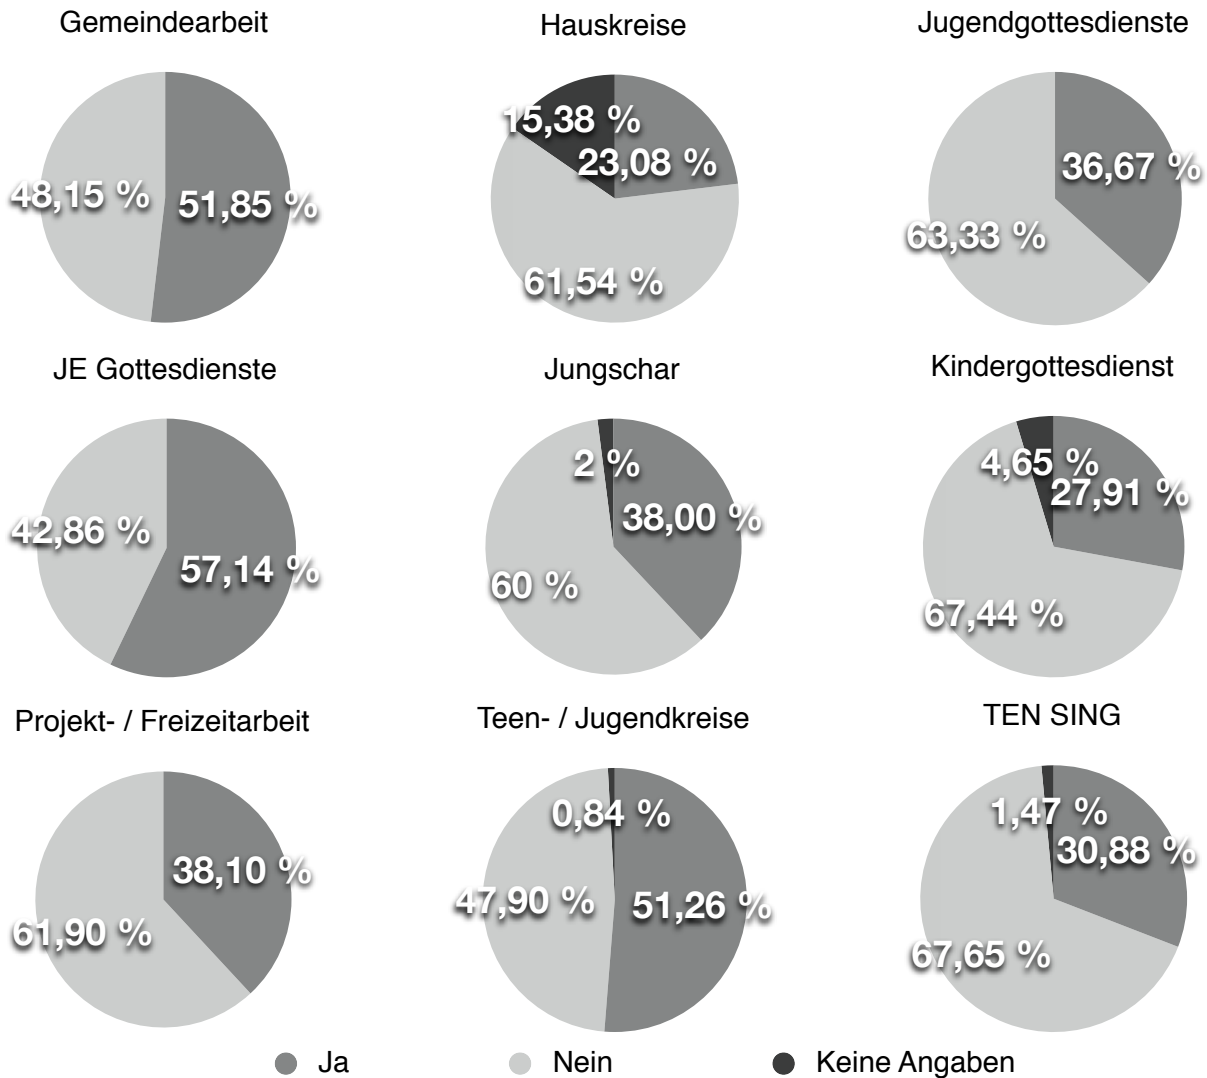 Gemeindearbeit
48,15 %
51,85 %
Hauskreise
15,38 %
23,08 %
61,54 %
Jugendgottesdienste
36,67 %
63,33 %
JE Gottesdienste
42,86 %
57,14 %
Jungschar
2 %
38,00 %
60 %
Kindergottesdienst
4,65 %
27,91 %
67,44 %
Projekt- / Freizeitarbeit
38,10 %
61,90 %
Teen- / Jugendkreise
0,84 %
47,90 %
51,26 %
TEN SING
1,47 %
30,88 %
67,65 %
Ja
Nein
Keine Angaben